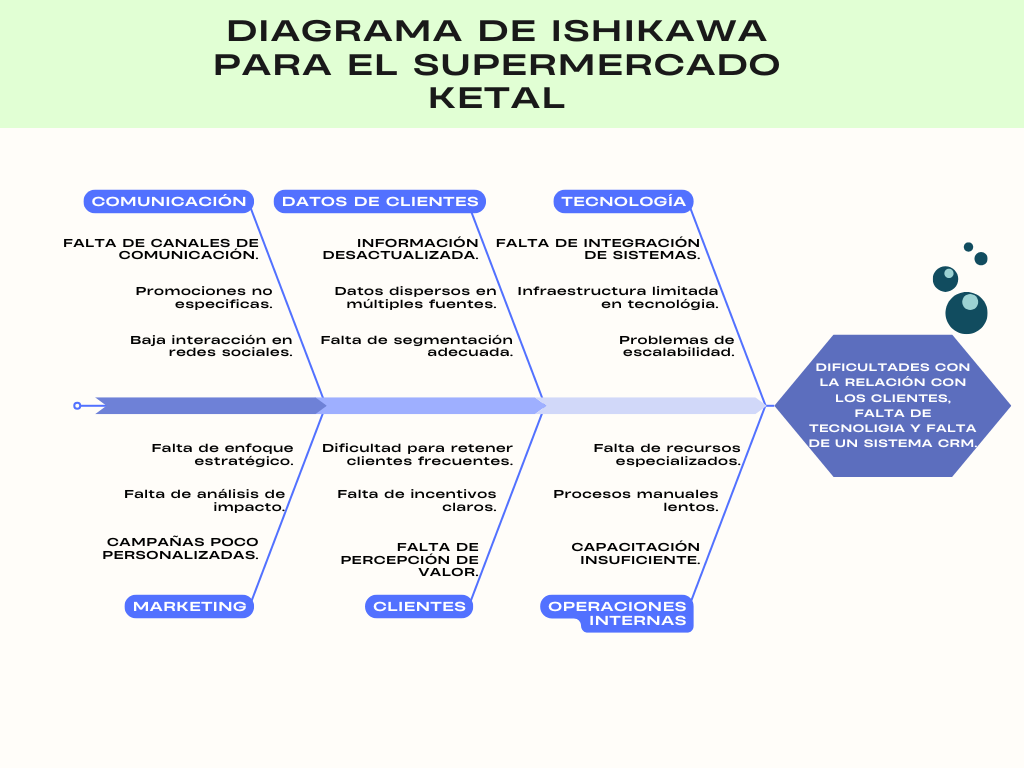 DIAGRAMA DE ISHIKAWA
PARA EL SUPERMERCADO
KETAL
COMUNICACIÓN
FALTA DE CANALES DE
COMUNICACIÓN.
Promociones no
especificas.
Baja interacción en
redes sociales.
DATOS DE CLIENTES
INFORMACIÓN
DESACTUALIZADA.
Datos dispersos en
múltiples fuentes.
Falta de segmentación
adecuada.
TECNOLOGÍA
FALTA DE INTEGRACIÓN
DE SISTEMAS.
Infraestructura limitada
en tecnológia.
Problemas de
escalabilidad.
DIFICULTADES CON
LA RELACIÓN CON
LOS CLIENTES,
FALTA DE
TECNOLIGIA Y FALTA
DE UN SISTEMA CRM.
Falta de enfoque
estratégico.
Falta de análisis de
impacto.
CAMPAÑAS POCO
PERSONALIZADAS.
MARKETING
Dificultad para retener
clientes frecuentes.
Falta de incentivos
claros.
FALTA DE
PERCEPCIÓN DE
VALOR.
CLIENTES
Falta de recursos
especializados.
Procesos manuales
lentos.
CAPACITACIÓN
INSUFICIENTE.
OPERACIONES
INTERNAS